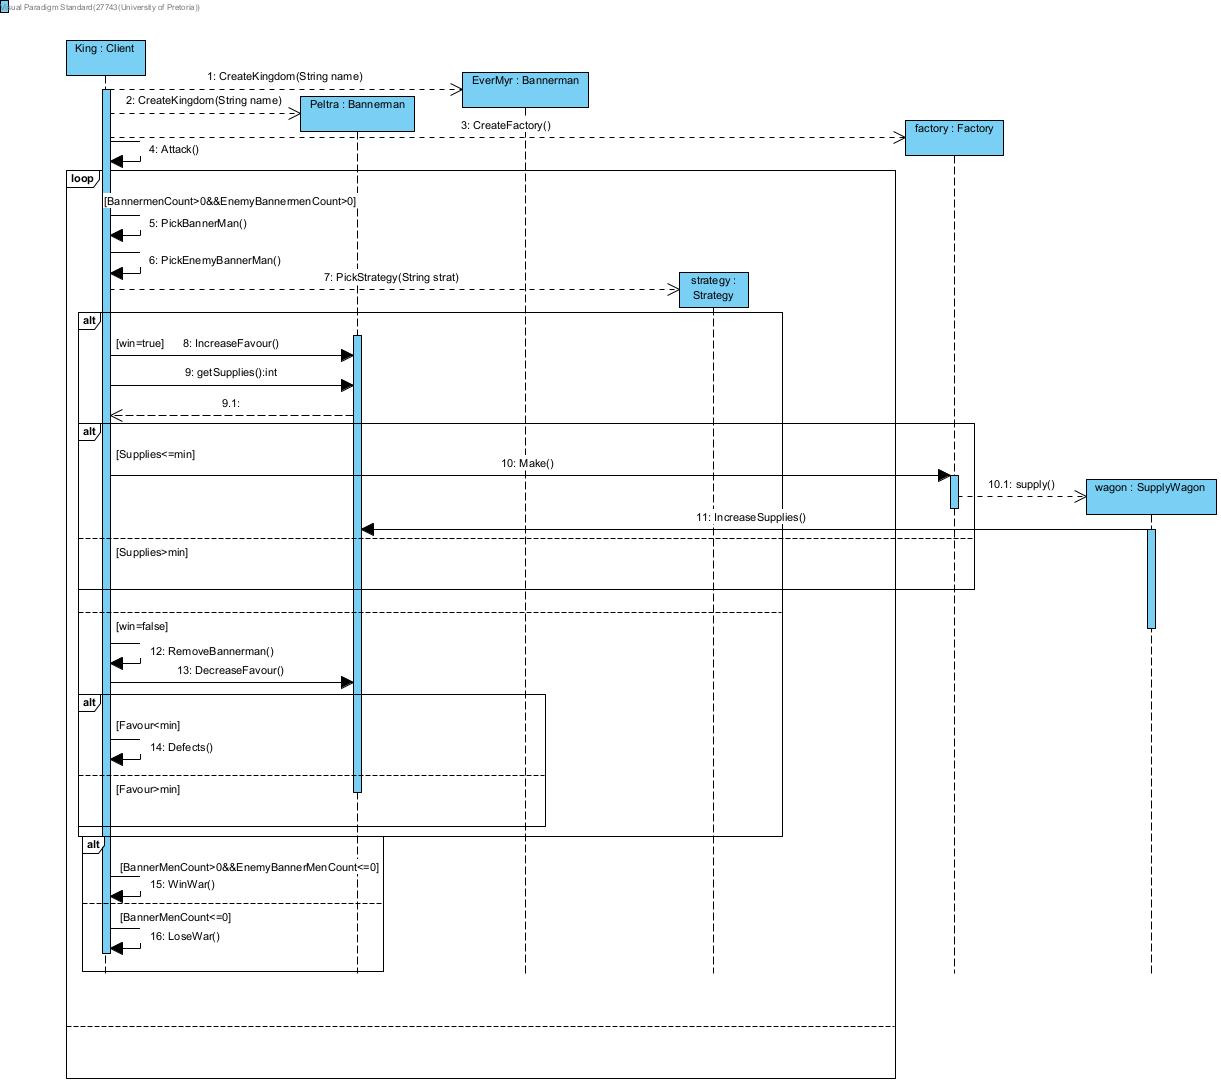 Visual Paradigm Standard(27743(University of Pretoria))
King : Client
1: CreateKingdom(String name)
EverMyr : Bannerman
2: CreateKingdom(String name)
Peltra : Bannerman
3: CreateFactory()
factory : Factory
4: Attack()
loop
[BannermenCount>0&&EnemyBannermenCount>0]
5: PickBannerMan()
6: PickEnemyBannerMan()
7: PickStrategy(String strat)
strategy :
Strategy
alt
[win=true]
8: IncreaseFavour()
9: getSupplies():int
9.1:
alt
[Supplies<=min]
10: Make()
10.1: supply()
wagon : SupplyWagon
11: IncreaseSupplies()
[Supplies>min]
[win=false]
12: RemoveBannerman()
13: DecreaseFavour()
alt
[Favour<min]
14: Defects()
[Favour>min]
alt
[BannerMenCount>0&&EnemyBannerMenCount<=0]
15: WinWar()
[BannerMenCount<=0]
16: LoseWar()